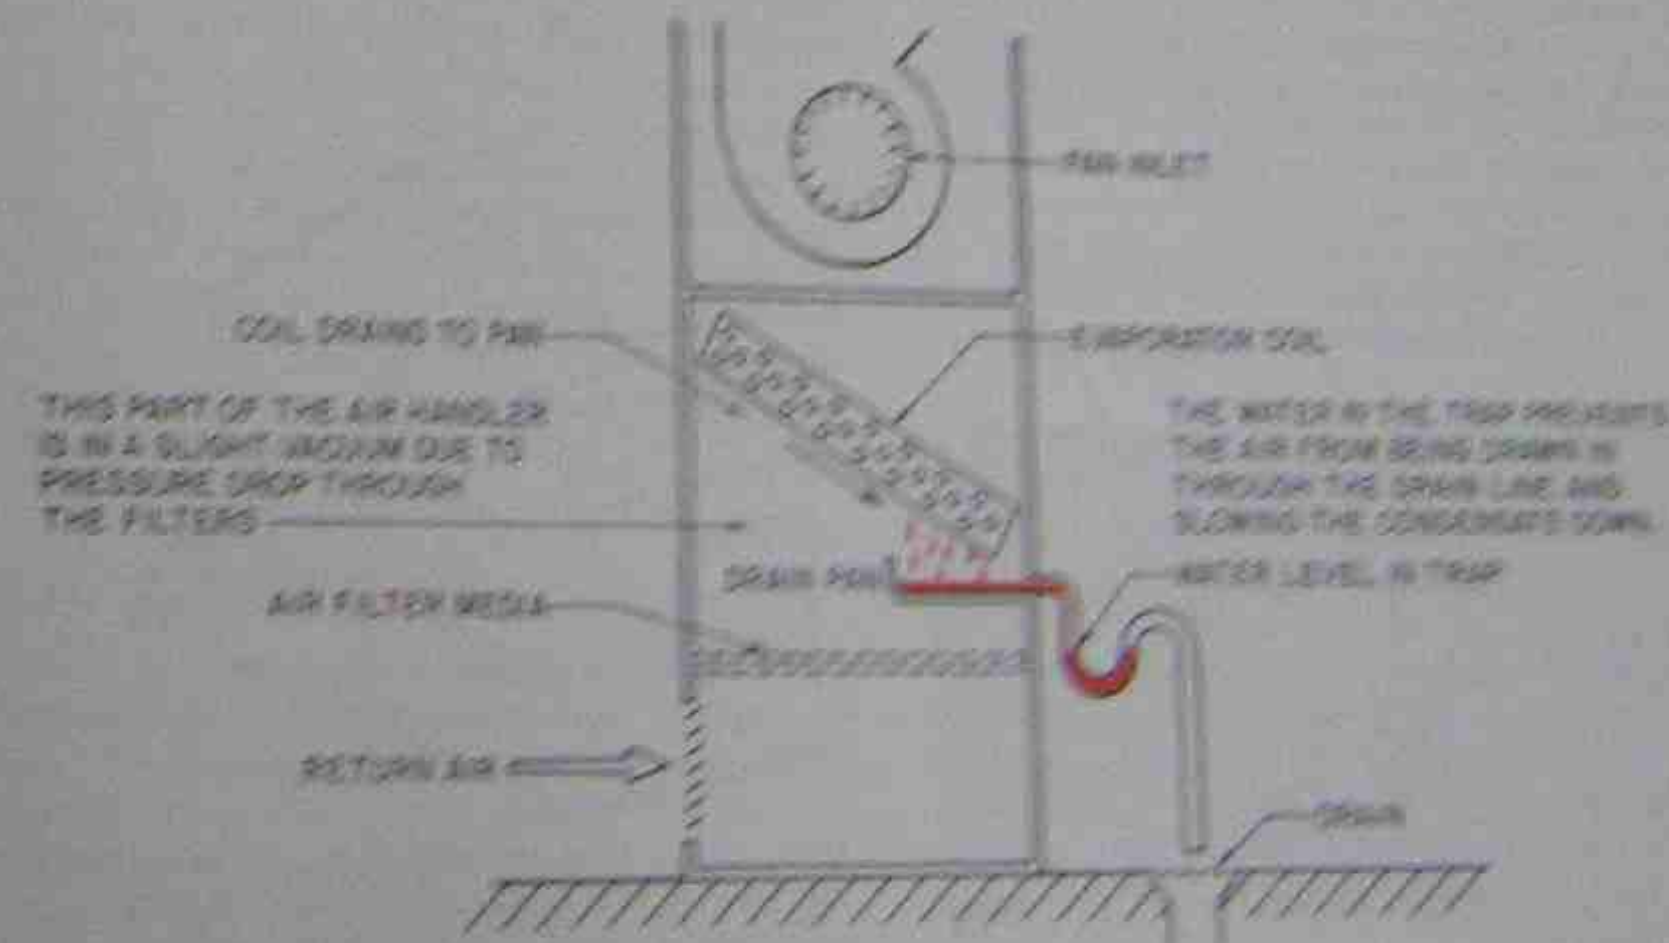 FAN INLET
COIL DRAINS TO PAN
EVAPORATOR COIL
THIS PART OF THE AIR HANDLER
IS IN A SLIGHT VACUUM DUE TO
PRESSURE DROP THROUGH
THE FILTERS
THE WATER IN THE TRAP PREVENTS
THE AIR FROM BEING DRAWN IN
THROUGH THE DRAIN LINE AND
SLOWING THE CONDENSATE DOWN.
DRAIN PAN
WATER LEVEL IN TRAP
AIR FILTER MEDIA
RETURN AIR
DRAIN